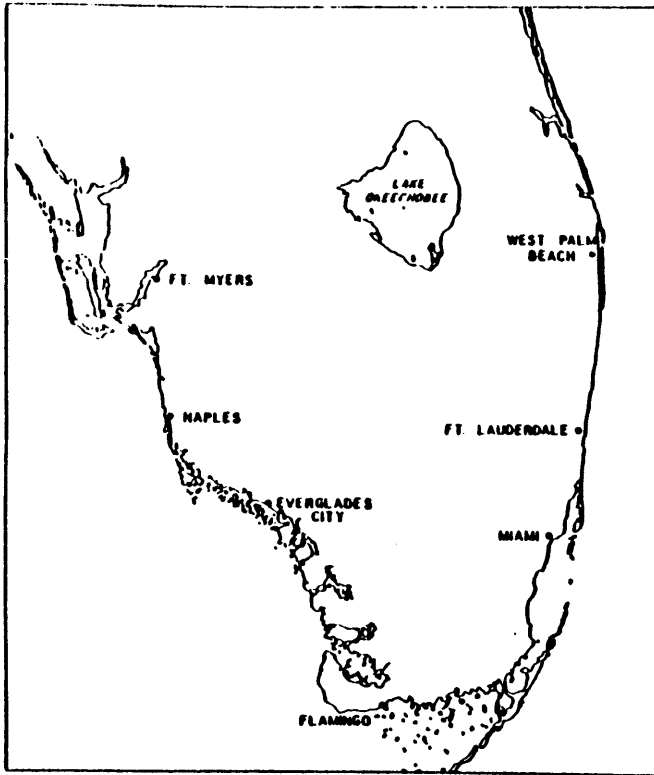 LAKE
OKEECHOBEE
WEST PALM
BEACH
FT. MYERS
NAPLES
FT. LAUDERDALE
EVERGLADES
CITY
MIAMI
FLAMINGO